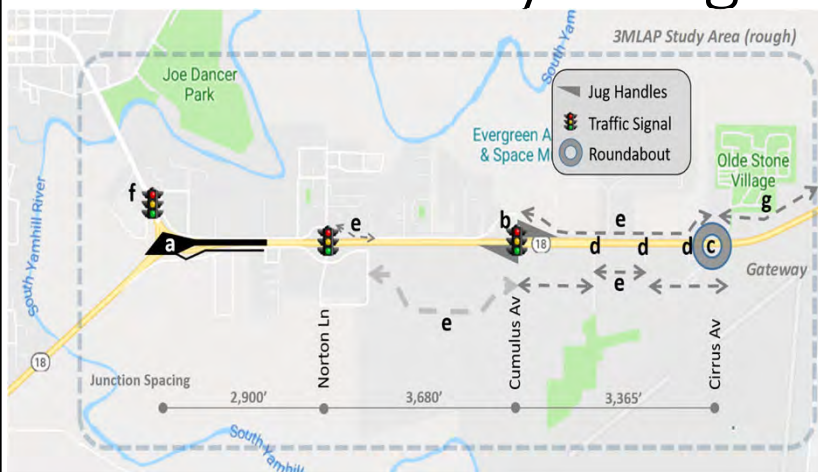 3MLAP Study Area (rough)
Joe Dancer
Park
South Yam
Jug Handles
Traffic Signal
Roundabout
Evergreen A
& Space M
Olde Stone
Village
South Yamhill River
f
a
e
b
18
e
d
d
d
c
g
e
e
Gateway
18
Norton Ln
Cumulus Av
Cirrus Av
Junction Spacing
2,900'
3,680'
3,365'
South Yamhill